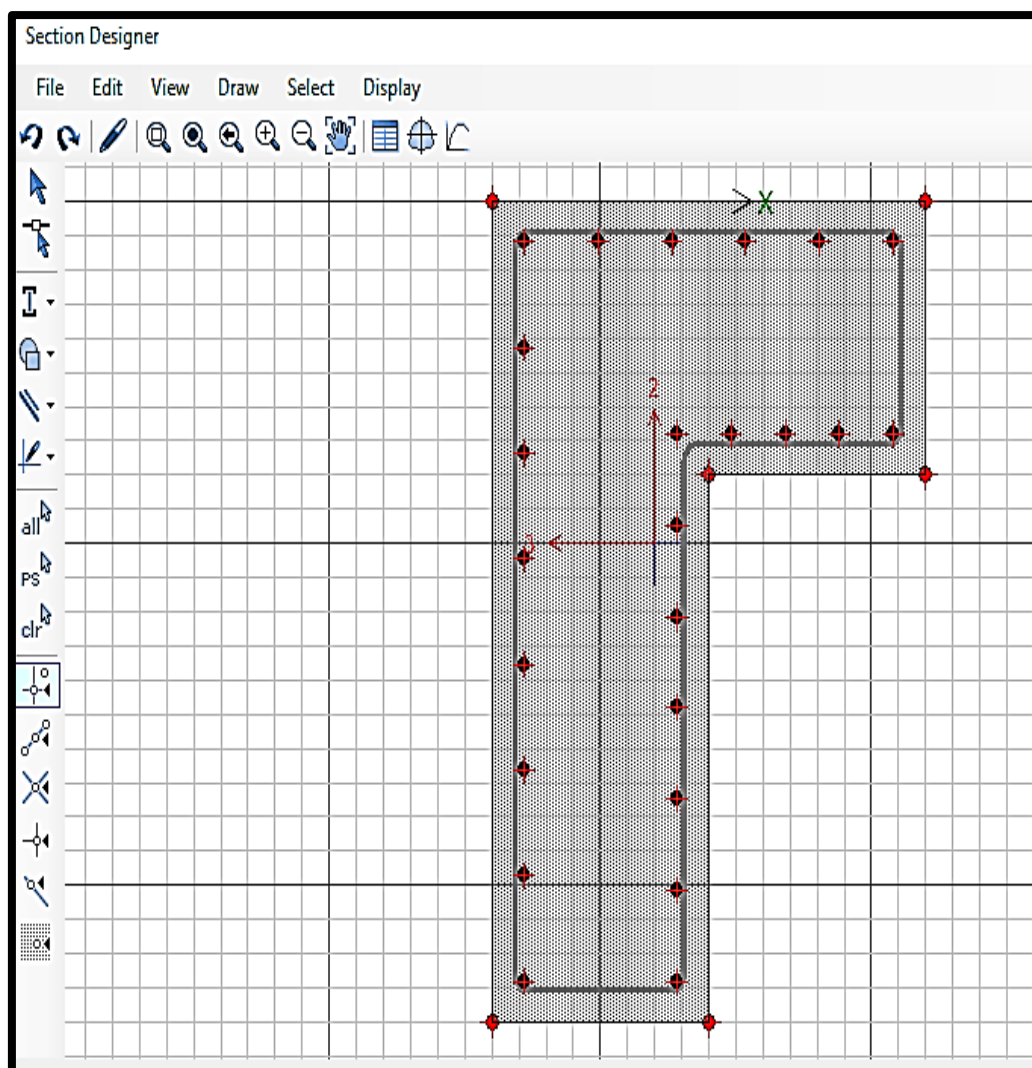 Section Designer
File Edit View Draw Select Display
X
2
3
all
ps
clr